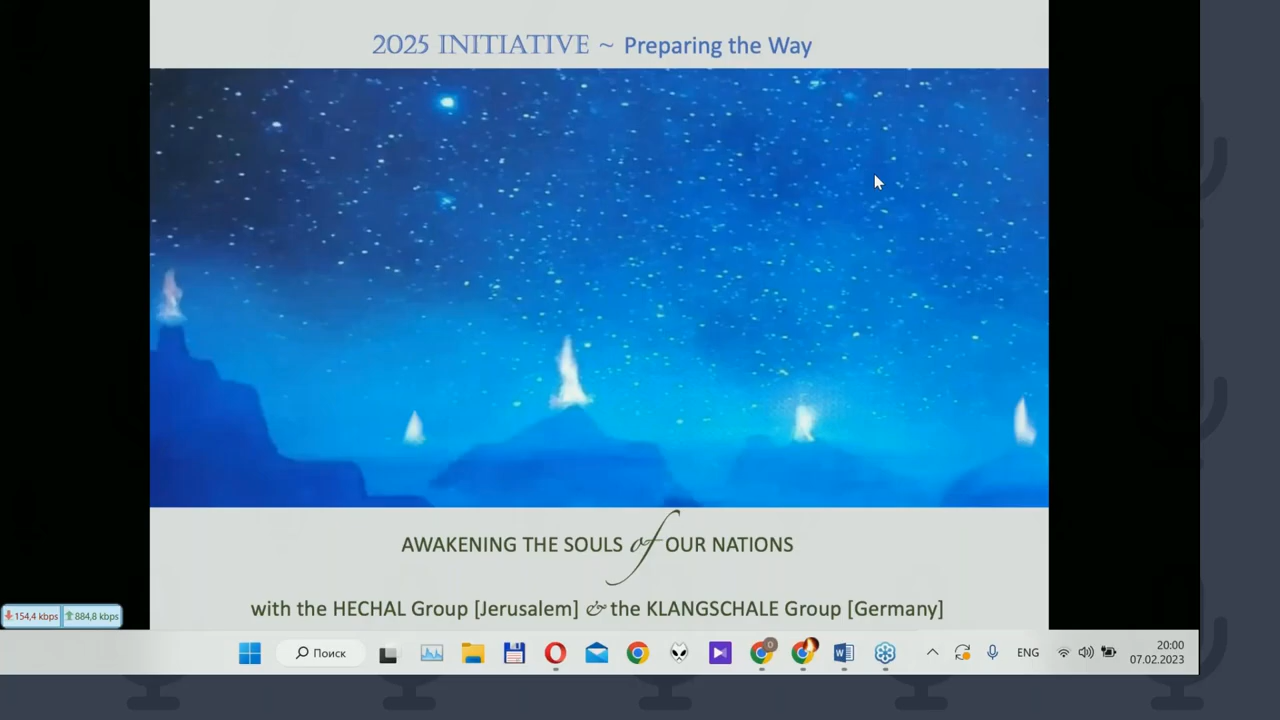 2025 INITIATIVE ~ Preparing the Way
AWAKENING THE SOULS of OUR NATIONS
with the HECHAL Group [Jerusalem] & the KLANGSCHALE Group [Germany]
154,4 kbps 884,8 kbps
Поиск
0
ENG
20:00
07.02.2023